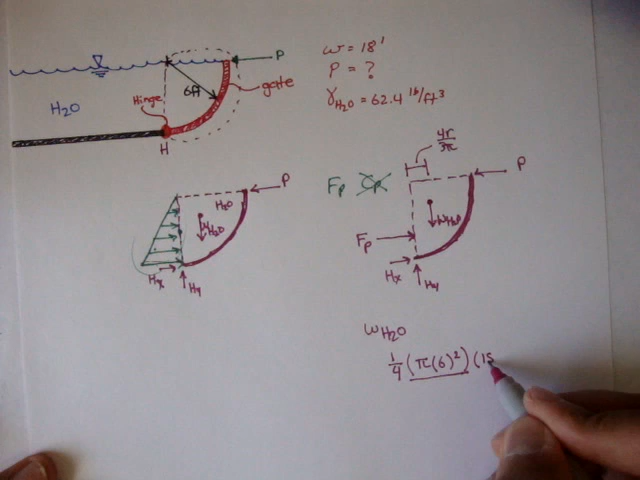 w = 18'
P
P = ?
6ft
gate
Hinge
H2O
γH2O = 62.4 lb/ft³
H
4r/3π
P
P
Fp
H2O
WH2O
WH2O
Fp
Hx
Hy
Hx
Hy
WH2O
1/4 (π(6)²) (18